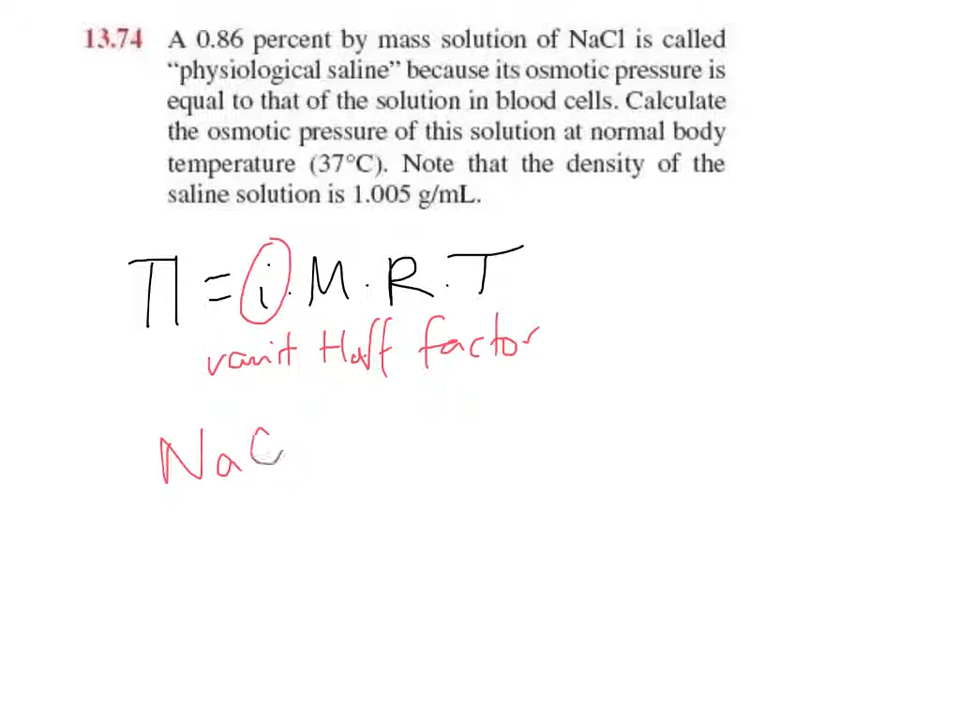 13.74 A 0.86 percent by mass solution of NaCl is called
“physiological saline” because its osmotic pressure is
equal to that of the solution in blood cells. Calculate
the osmotic pressure of this solution at normal body
temperature (37°C). Note that the density of the
saline solution is 1.005 g/mL.
Π = i · M · R · T
van't Hoff factor
NaC